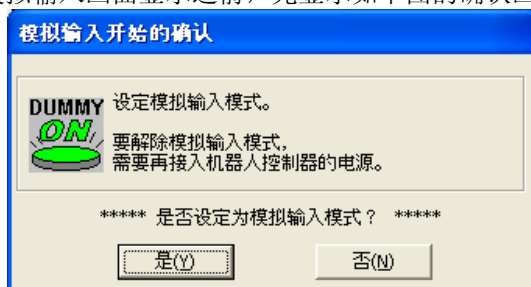 模拟输入开始的确认
DUMMY
ON
设定模拟输入模式。
要解除模拟输入模式,
需要再接入机器人控制器的电源。
***** 是否设定为模拟输入模式？ *****
是(Y)
否(N)